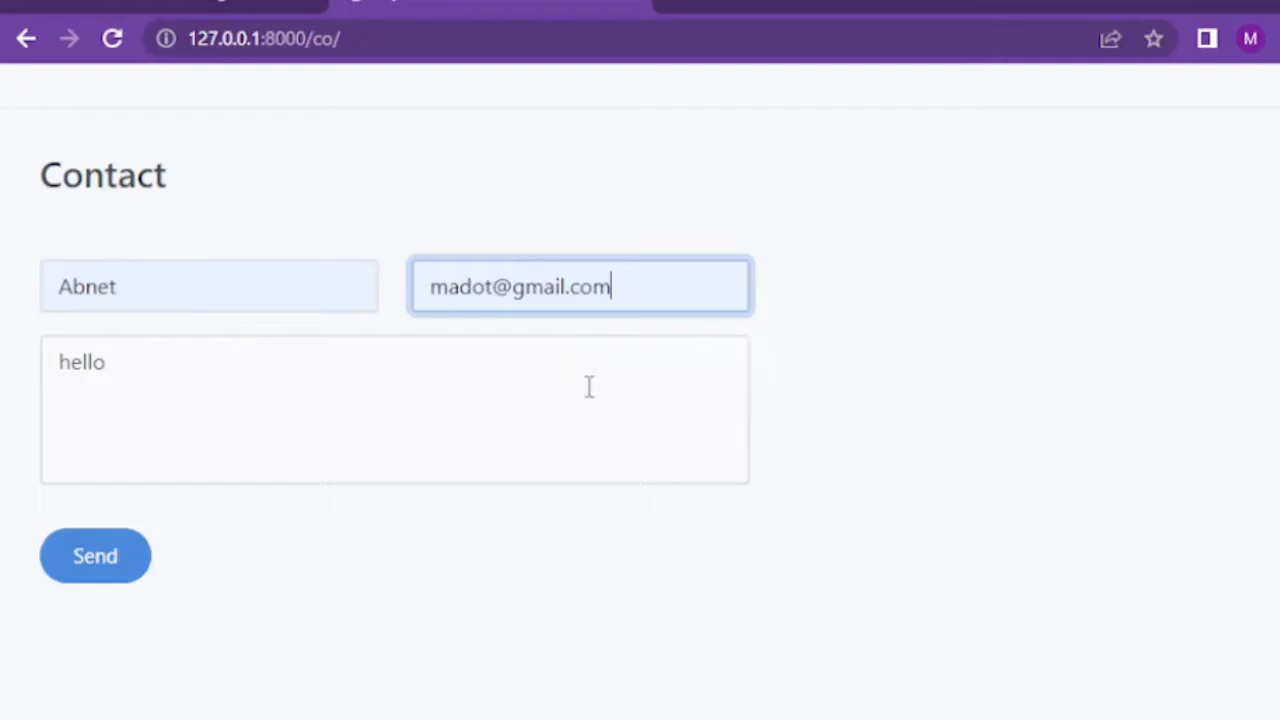 127.0.0.1:8000/co/
M
Contact
Abnet
madot@gmail.com
hello
Send